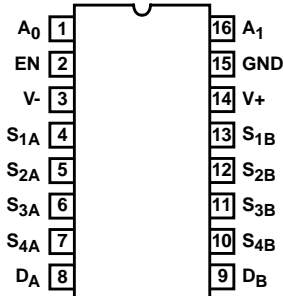 A0 1 16 A1
EN 2 15 GND
V- 3 14 V+
S1A 4 13 S1B
S2A 5 12 S2B
S3A 6 11 S3B
S4A 7 10 S4B
DA 8 9 DB